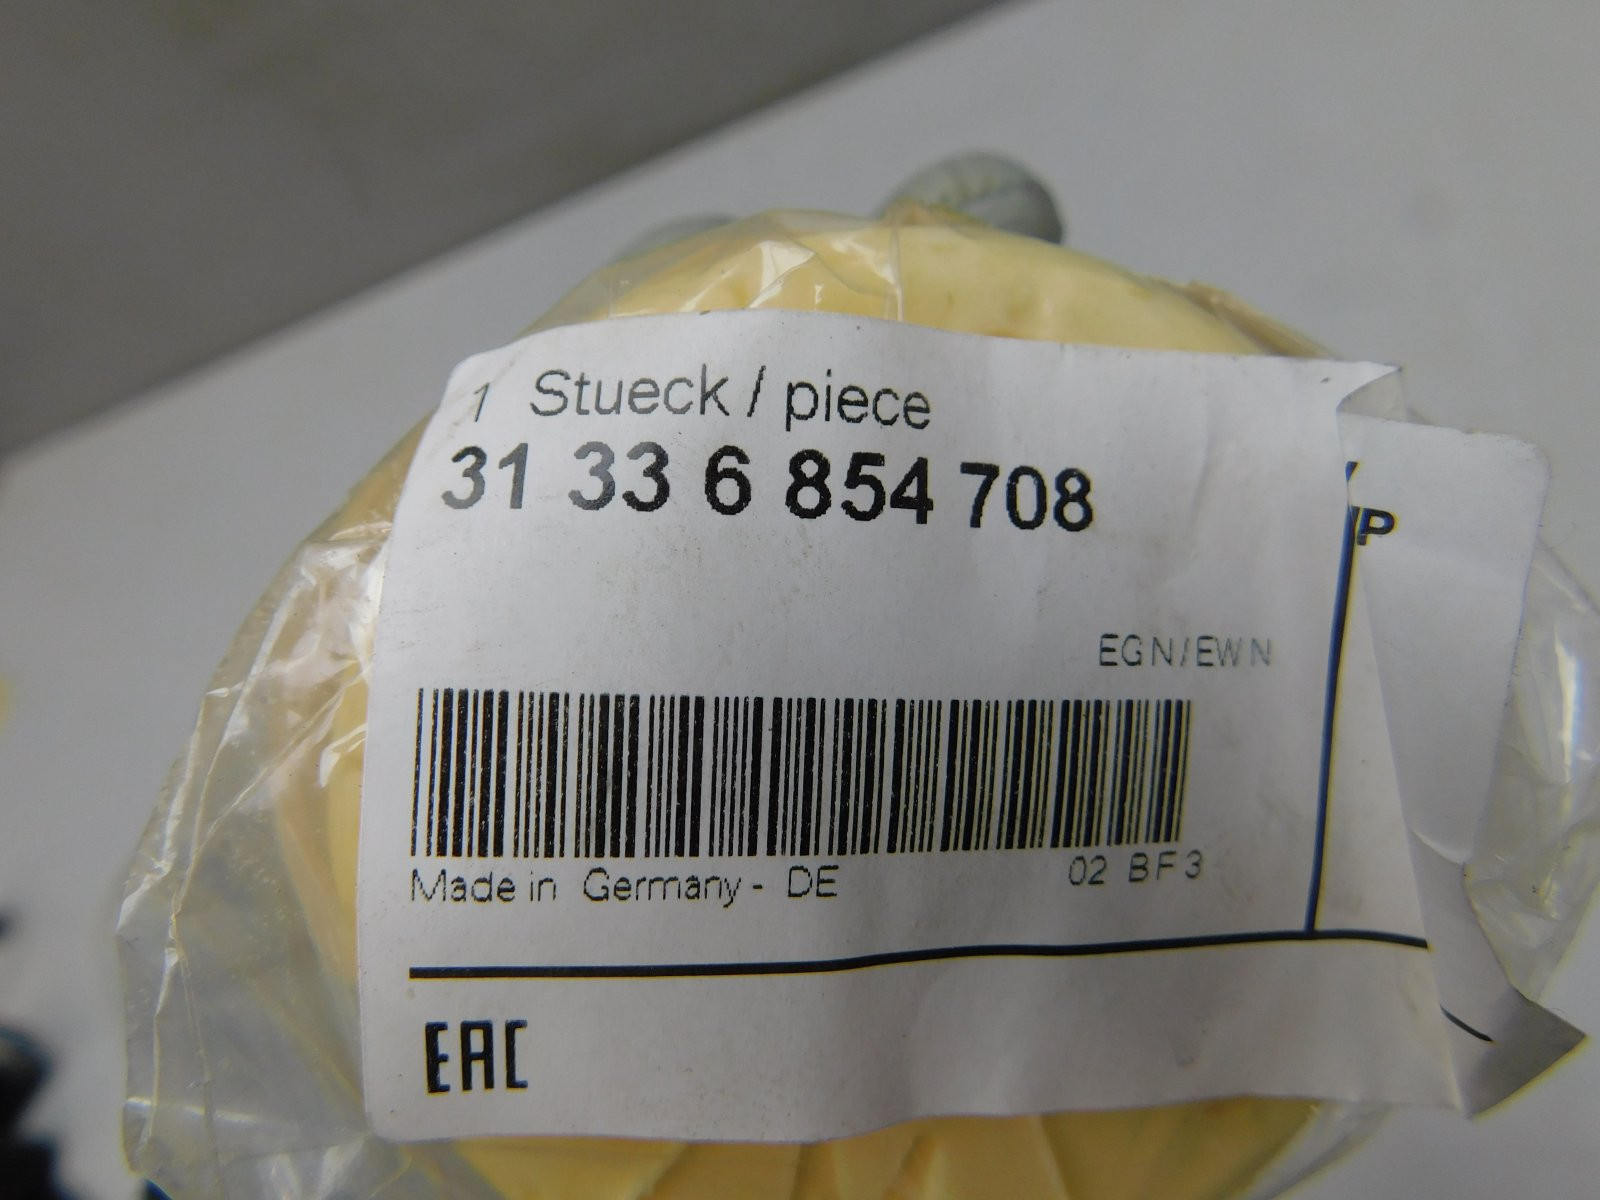 1 Stueck / piece
31 33 6 854 708
EGN/EWN
Made in Germany - DE
02 BF3
EAC